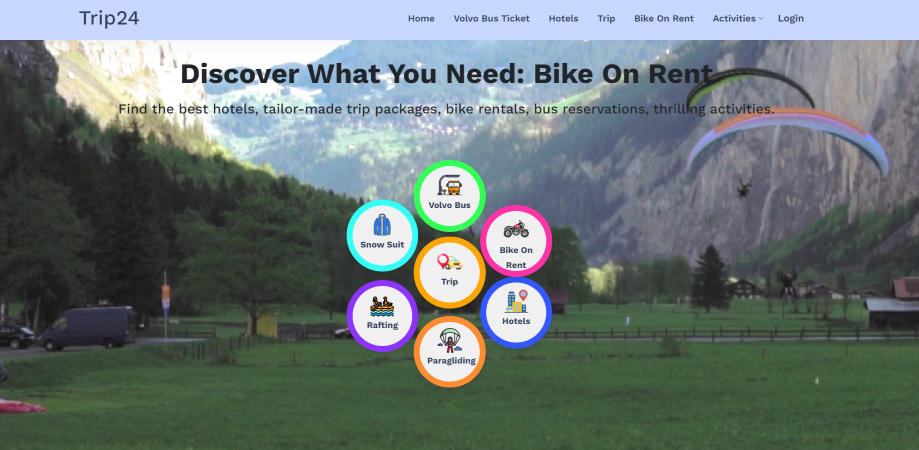 Trip24
Home Volvo Bus Ticket Hotels Trip Bike On Rent Activities Login
Discover What You Need: Bike On Rent
Find the best hotels, tailor-made trip packages, bike rentals, bus reservations, thrilling activities.
Volvo Bus
Snow Suit
Bike On
Rent
Trip
Hotels
Rafting
Paragliding